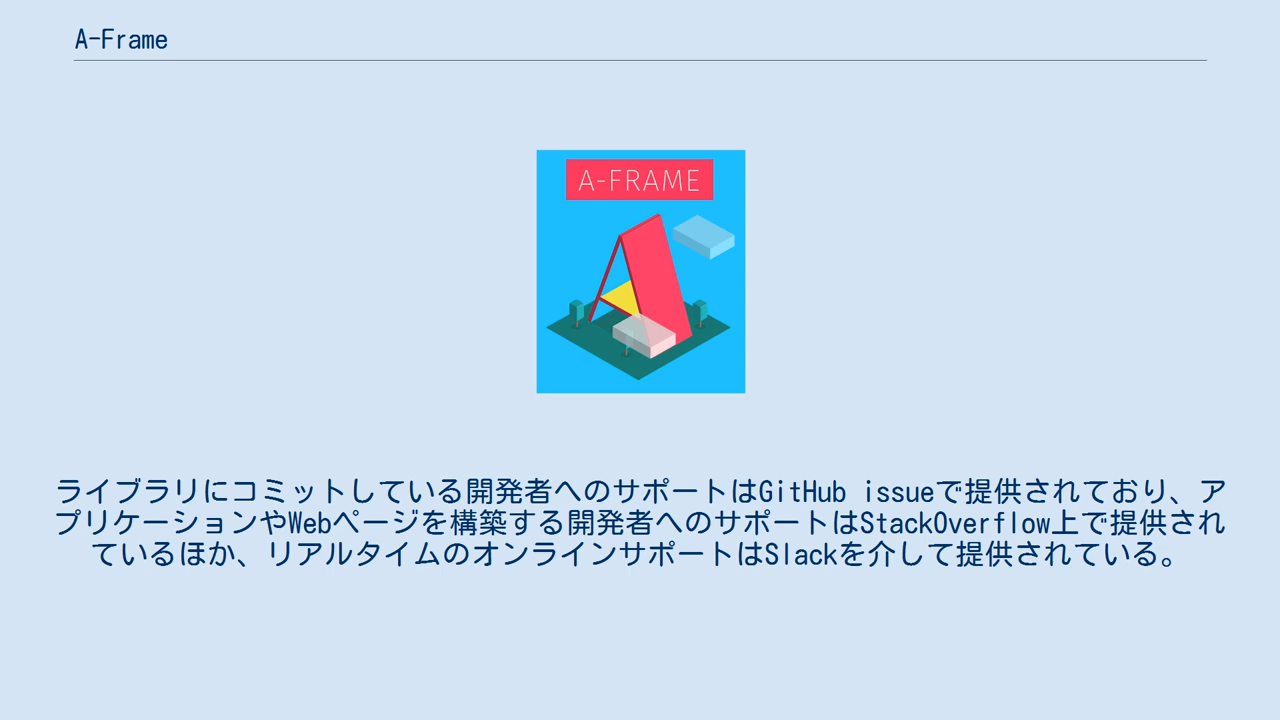 A-Frame
A-FRAME
ライブラリにコミットしている開発者へのサポートはGitHub issueで提供されており、ア
プリケーションやWebページを構築する開発者へのサポートはStackOverflow上で提供され
ているほか、リアルタイムのオンラインサポートはSlackを介して提供されている。